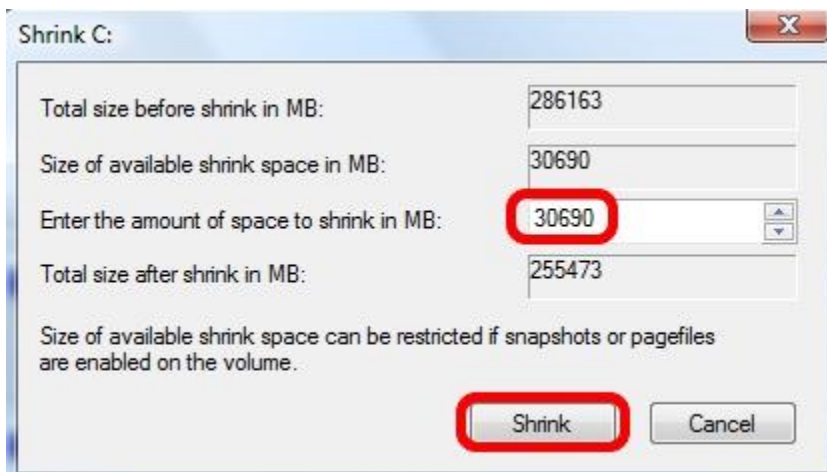 Shrink C:
Total size before shrink in MB: 286163
Size of available shrink space in MB: 30690
Enter the amount of space to shrink in MB: 30690
Total size after shrink in MB: 255473
Size of available shrink space can be restricted if snapshots or pagefiles
are enabled on the volume.
Shrink Cancel